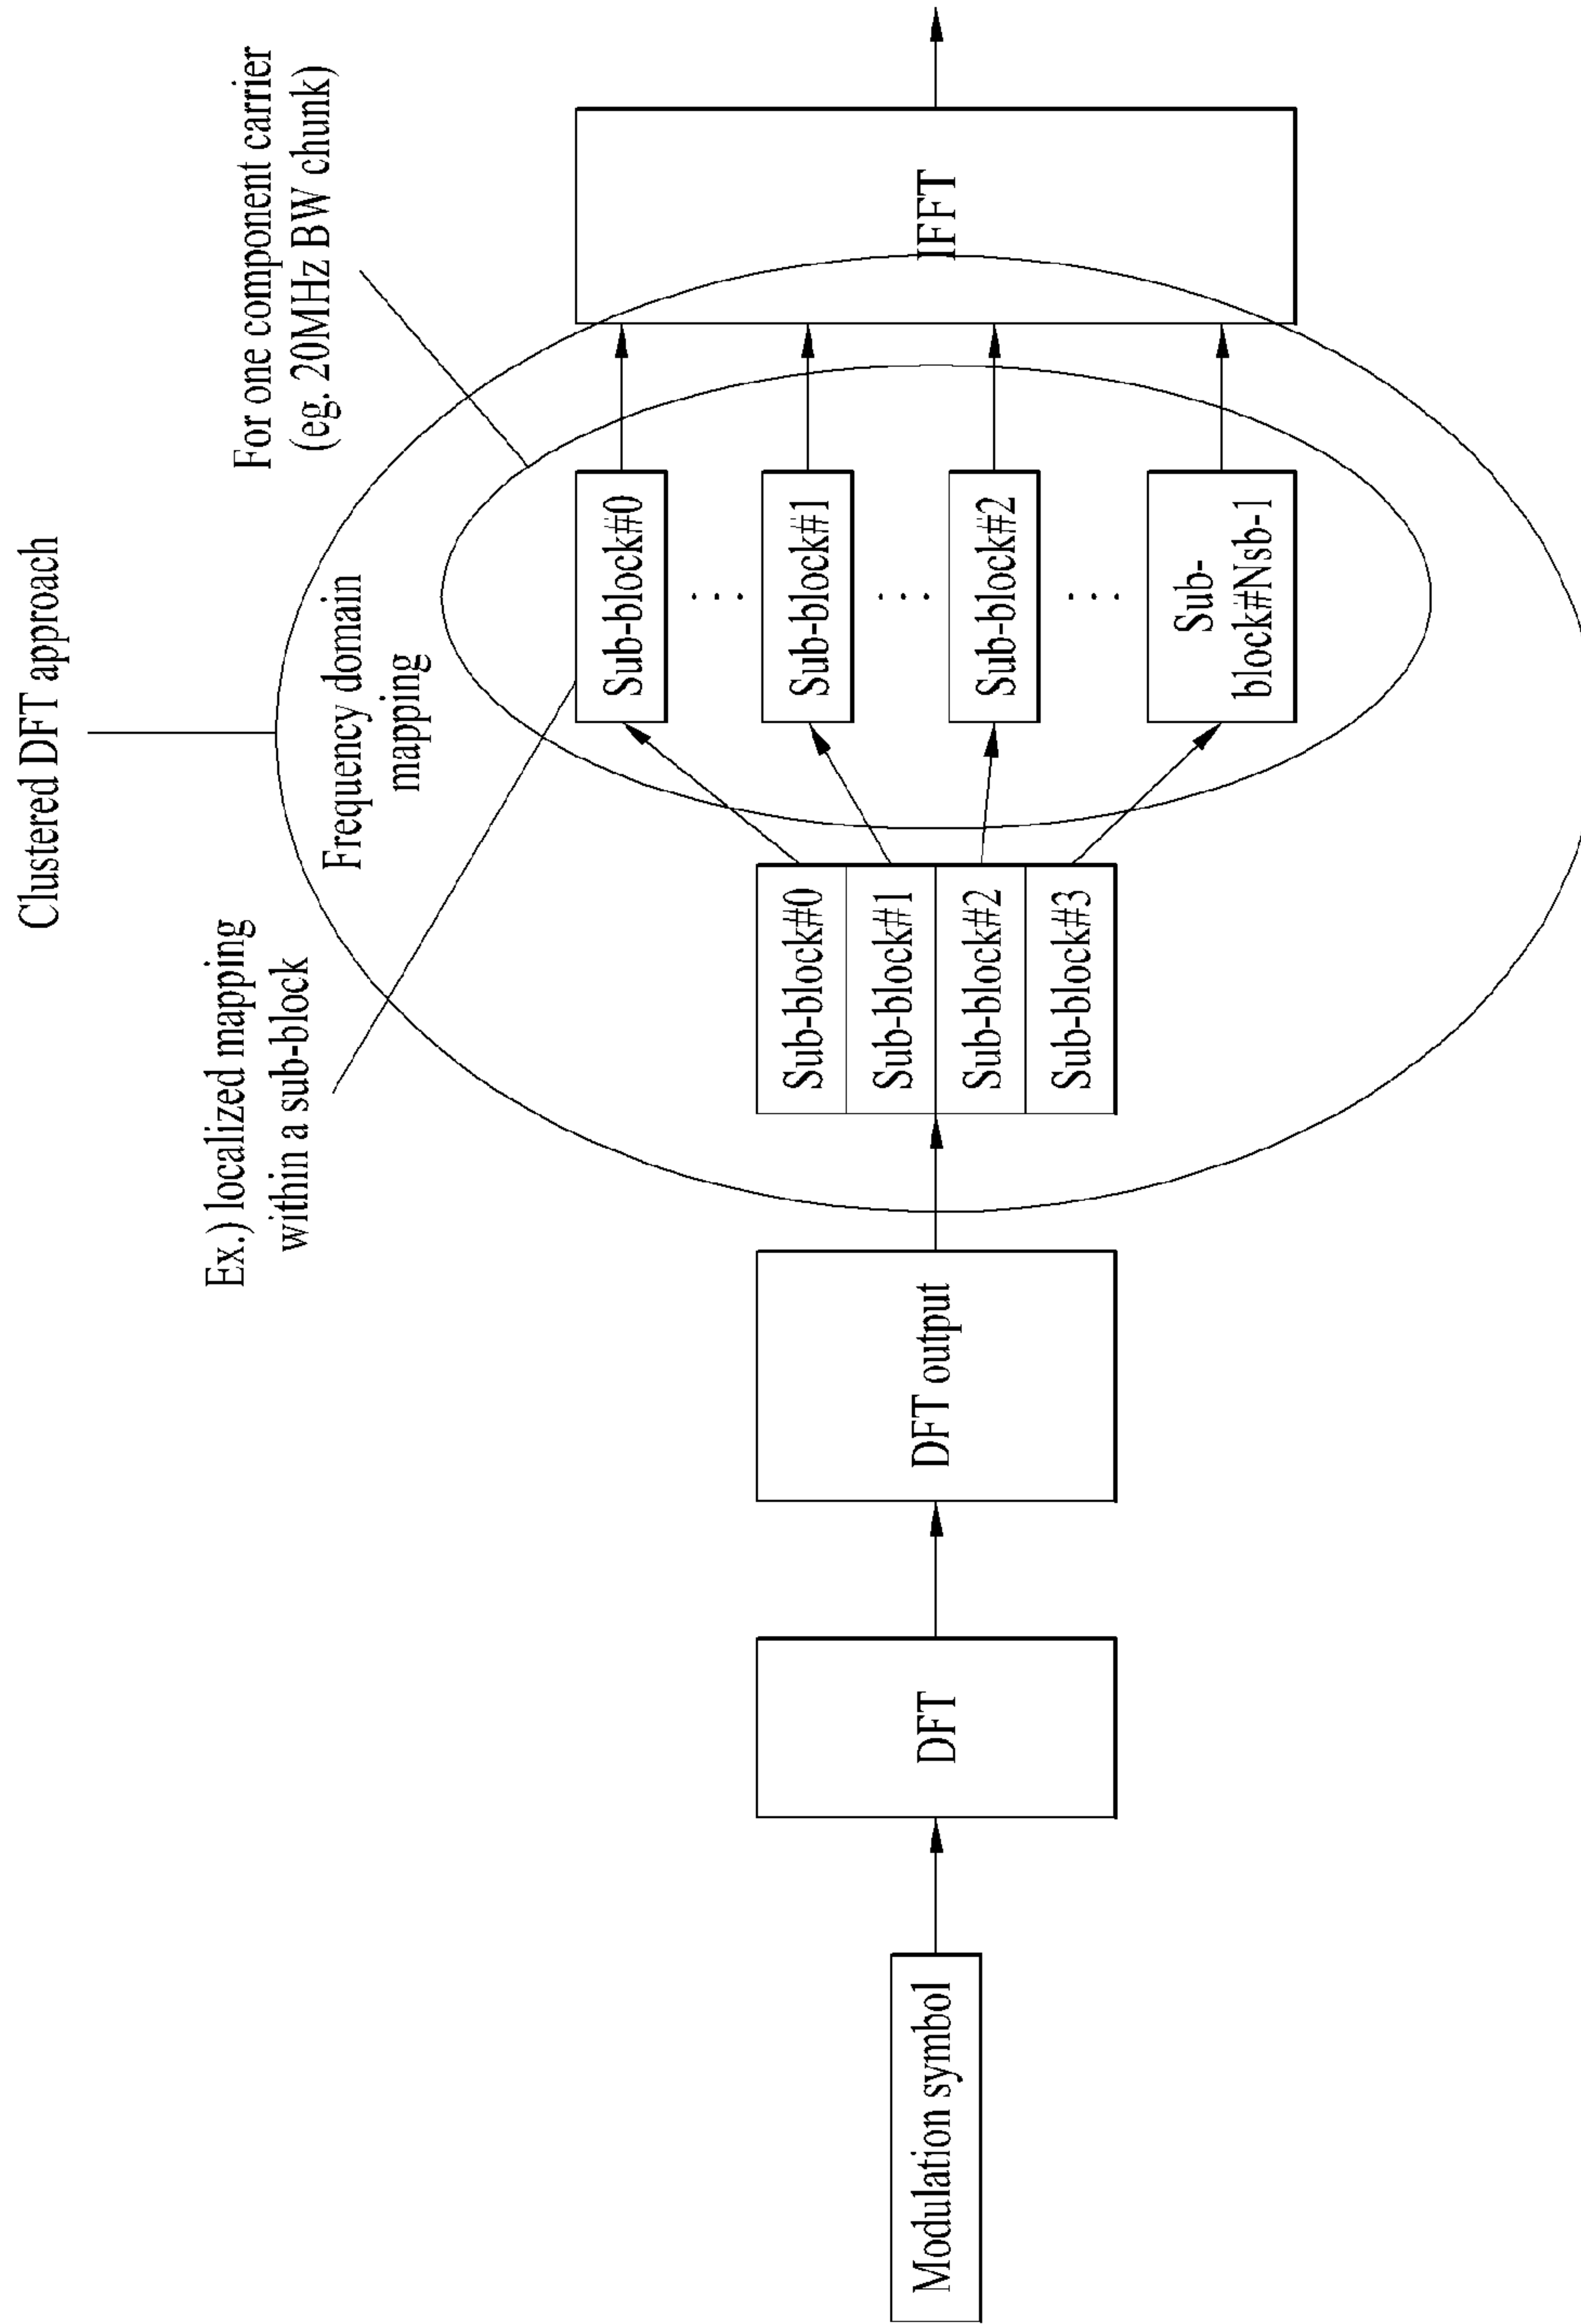 Clustered DFT approach
Ex.) localized mapping
within a sub-block
For one component carrier
(eg. 20MHz BW chunk)
Frequency domain
mapping
Modulation symbol
DFT
DFT output
Sub-block#0
Sub-block#1
Sub-block#2
Sub-block#3
Sub-block#0
...
Sub-block#1
...
Sub-block#2
...
Sub-
block#Nsb-1
IFFT